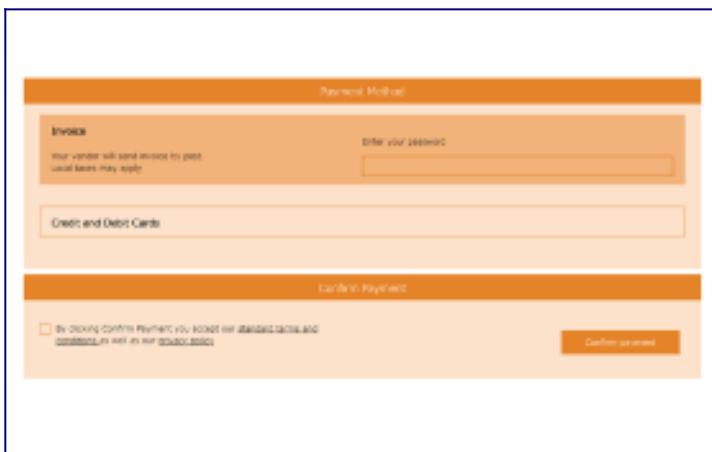 Payment Method
Invoice
Your vendor will send invoice by post.
Local taxes may apply
Enter your password
Credit and Debit Cards
Confirm Payment
By clicking Confirm Payment you accept our standard terms and
conditions as well as our privacy policy
Confirm payment